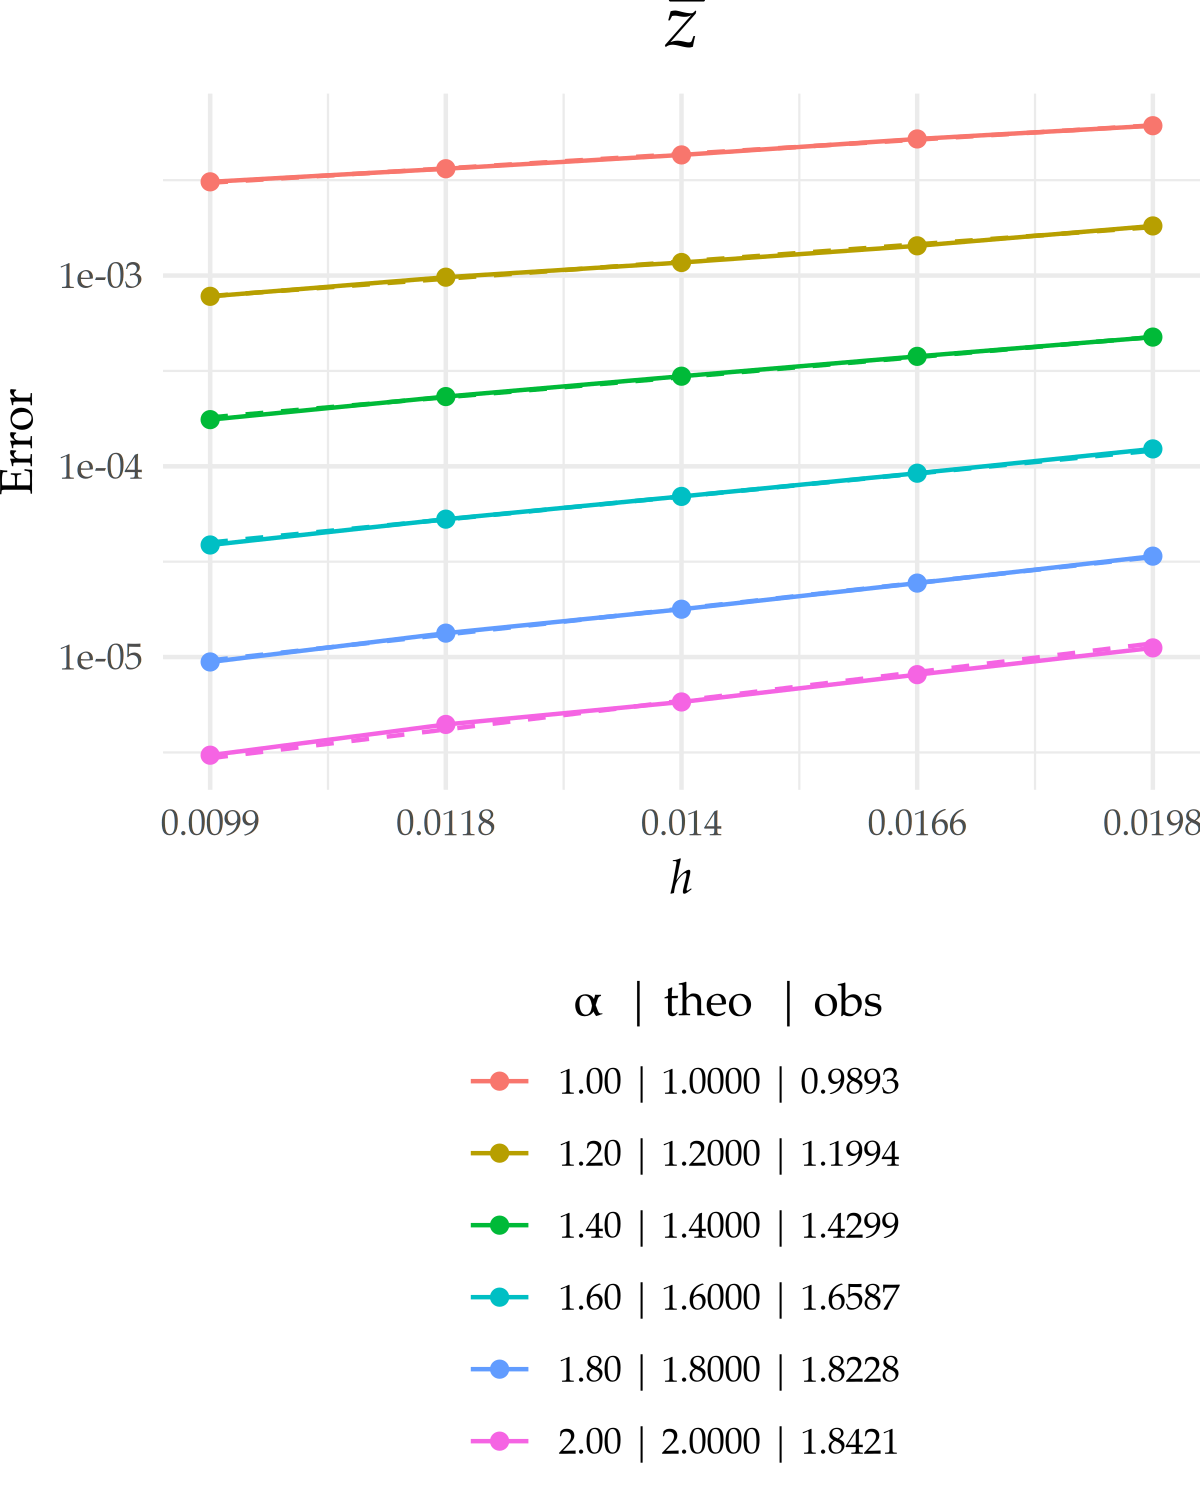 z̅
1e-03
1e-04
1e-05
Error
0.0099 0.0118 0.014 0.0166 0.0198
h
α | theo | obs
1.00 | 1.0000 | 0.9893
1.20 | 1.2000 | 1.1994
1.40 | 1.4000 | 1.4299
1.60 | 1.6000 | 1.6587
1.80 | 1.8000 | 1.8228
2.00 | 2.0000 | 1.8421